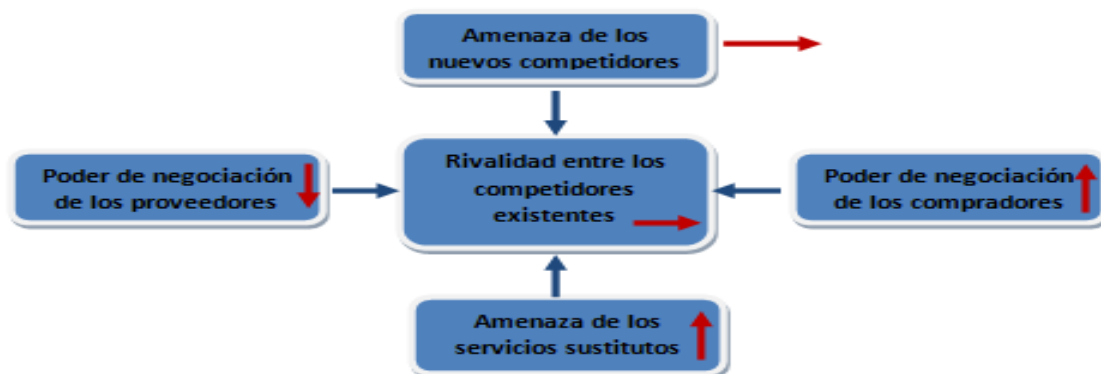 Amenaza de los
nuevos competidores
Poder de negociación
de los proveedores
Rivalidad entre los
competidores
existentes
Poder de negociación
de los compradores
Amenaza de los
servicios sustitutos